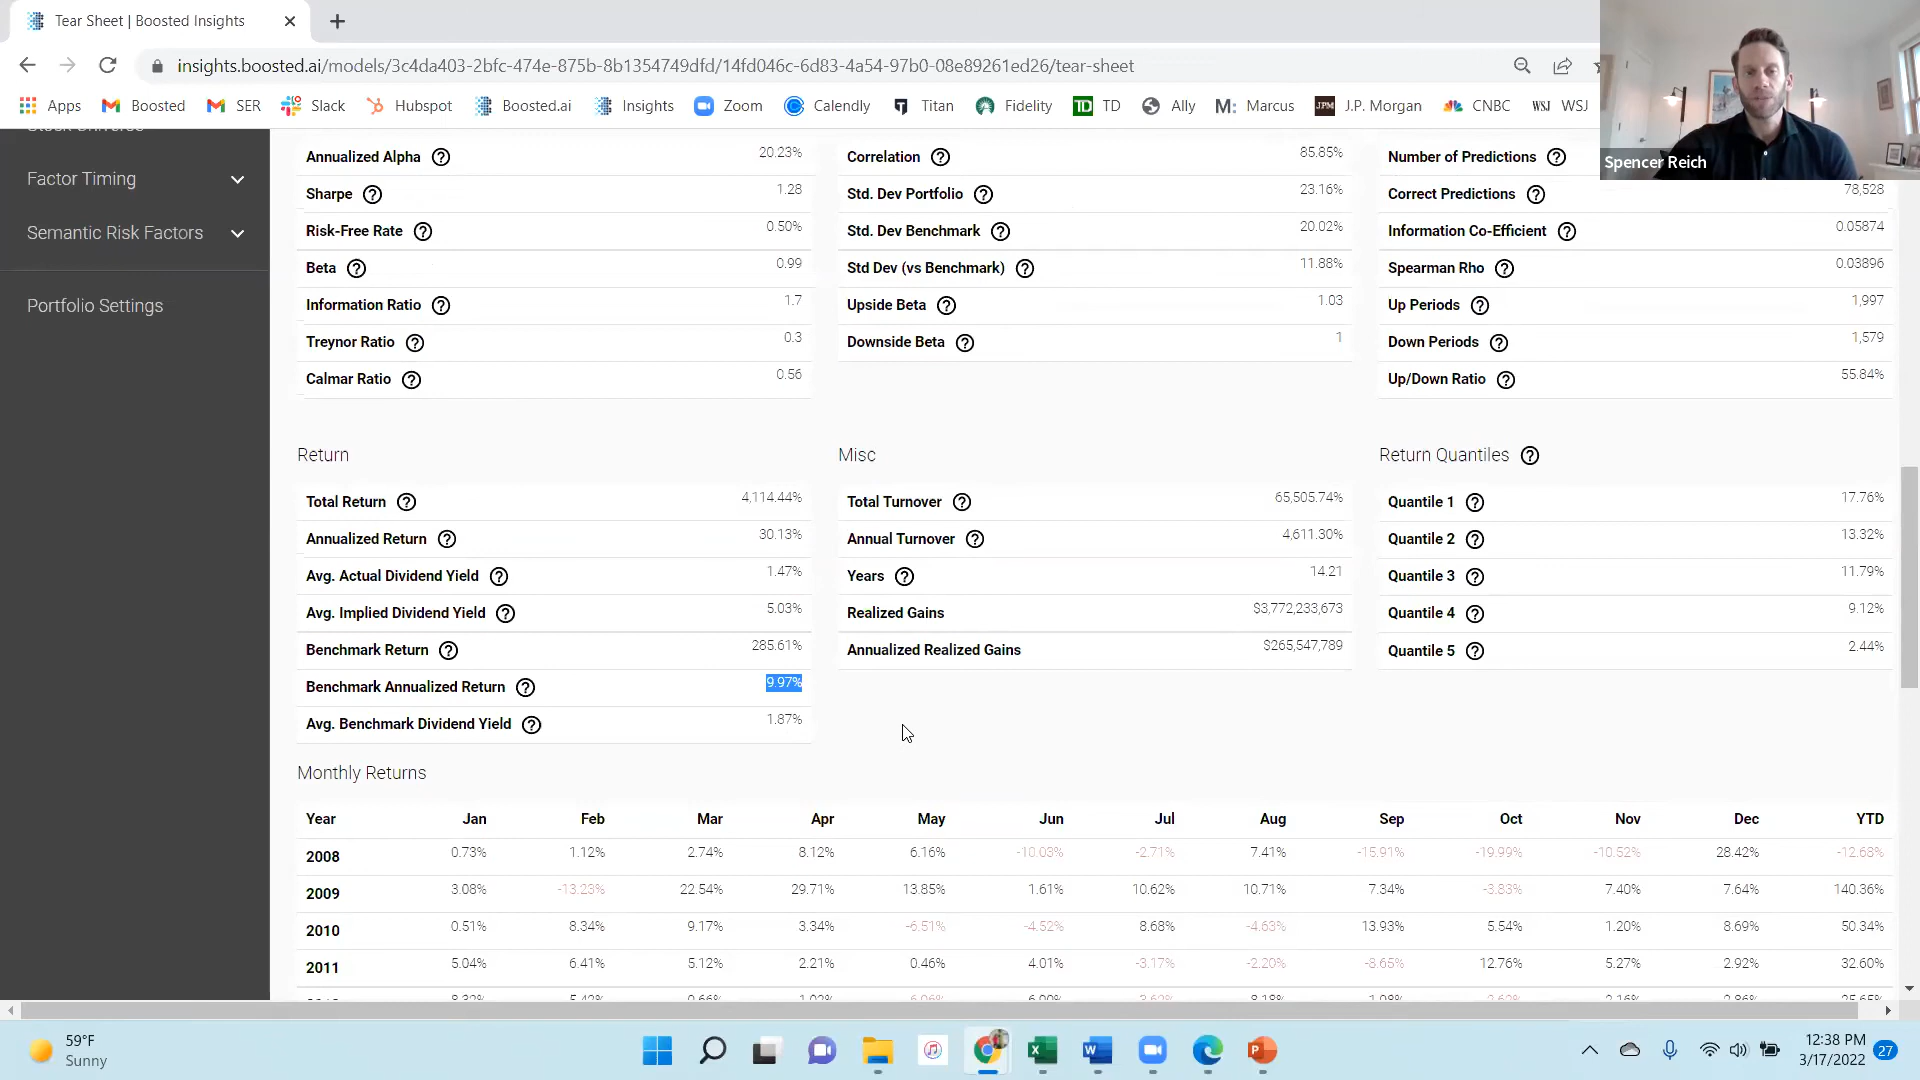 Tear Sheet | Boosted Insights
insights.boosted.ai/models/3c4da403-2bfc-474e-875b-8b1354749dfd/14fd046c-6d83-4a54-97b0-08e89261ed26/tear-sheet
Apps Boosted SER Slack Hubspot Boosted.ai Insights Zoom Calendly Titan Fidelity TD TD Ally M: Marcus JPM J.P. Morgan CNBC WSJ WSJ
Spencer Reich
Factor Timing
Semantic Risk Factors
Portfolio Settings
Annualized Alpha 20.23%
Sharpe 1.28
Risk-Free Rate 0.50%
Beta 0.99
Information Ratio 1.7
Treynor Ratio 0.3
Calmar Ratio 0.56
Correlation 85.85%
Std. Dev Portfolio 23.16%
Std. Dev Benchmark 20.02%
Std Dev (vs Benchmark) 11.88%
Upside Beta 1.03
Downside Beta 1
Number of Predictions
Correct Predictions 78,528
Information Co-Efficient 0.05874
Spearman Rho 0.03896
Up Periods 1,997
Down Periods 1,579
Up/Down Ratio 55.84%
Return
Total Return 4,114.44%
Annualized Return 30.13%
Avg. Actual Dividend Yield 1.47%
Avg. Implied Dividend Yield 5.03%
Benchmark Return 285.61%
Benchmark Annualized Return 9.97%
Avg. Benchmark Dividend Yield 1.87%
Misc
Total Turnover 65,505.74%
Annual Turnover 4,611.30%
Years 14.21
Realized Gains $3,772,233,673
Annualized Realized Gains $265,547,789
Return Quantiles
Quantile 1 17.76%
Quantile 2 13.32%
Quantile 3 11.79%
Quantile 4 9.12%
Quantile 5 2.44%
Monthly Returns
Year Jan Feb Mar Apr May Jun Jul Aug Sep Oct Nov Dec YTD
2008 0.73% 1.12% 2.74% 8.12% 6.16% -10.03% -2.71% 7.41% -15.91% -19.99% -10.52% 28.42% -12.68%
2009 3.08% -13.23% 22.54% 29.71% 13.85% 1.61% 10.62% 10.71% 7.34% -3.83% 7.40% 7.64% 140.36%
2010 0.51% 8.34% 9.17% 3.34% -6.51% -4.52% 8.68% -4.63% 13.93% 5.54% 1.20% 8.69% 50.34%
2011 5.04% 6.41% 5.12% 2.21% 0.46% 4.01% -3.17% -2.20% -8.65% 12.76% 5.27% 2.92% 32.60%
59°F
Sunny
12:38 PM
3/17/2022 27